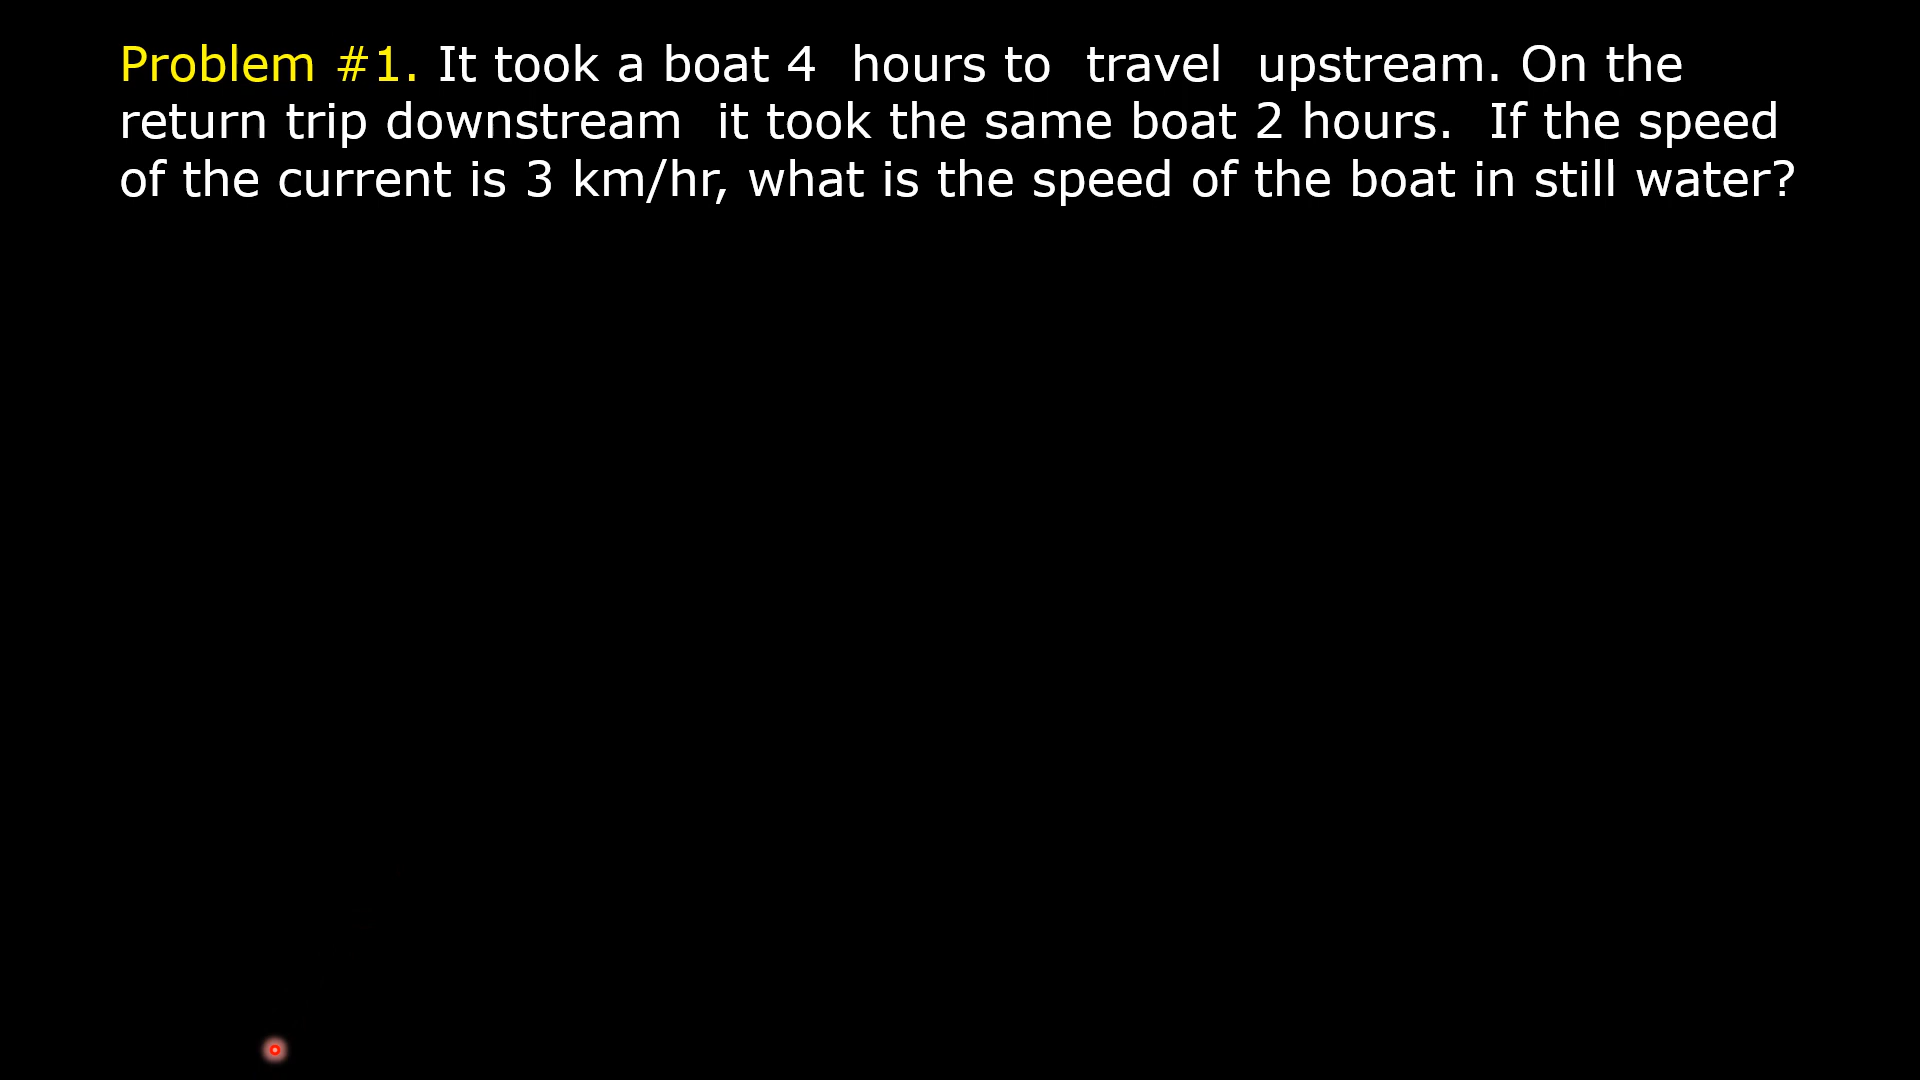 Problem #1. It took a boat 4 hours to travel upstream. On the
return trip downstream it took the same boat 2 hours. If the speed
of the current is 3 km/hr, what is the speed of the boat in still water?